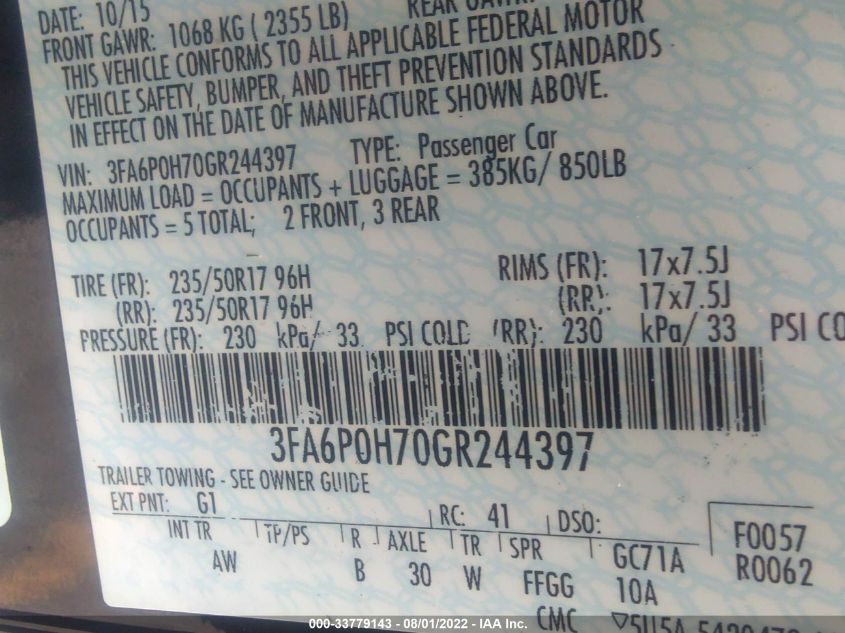 DATE: 10/15
FRONT GAWR: 1068 KG ( 2355 LB) REAR GAWR:
THIS VEHICLE CONFORMS TO ALL APPLICABLE FEDERAL MOTOR
VEHICLE SAFETY, BUMPER, AND THEFT PREVENTION STANDARDS
IN EFFECT ON THE DATE OF MANUFACTURE SHOWN ABOVE.
VIN: 3FA6P0H70GR244397 TYPE: Passenger Car
MAXIMUM LOAD = OCCUPANTS + LUGGAGE = 385KG/ 850LB
OCCUPANTS = 5 TOTAL; 2 FRONT, 3 REAR
TIRE (FR): 235/50R17 96H RIMS (FR): 17x7.5J
(RR): 235/50R17 96H (RR): 17x7.5J
PRESSURE (FR): 230 kPa/ 33 PSI COLD (RR): 230 kPa/ 33 PSI CO
3FA6P0H70GR244397
TRAILER TOWING - SEE OWNER GUIDE
EXT PNT: G1 RC: 41 DSO:
INT TR TP/PS R AXLE TR SPR GC71A F0057
AW B 30 W FFGG 10A R0062
CMC
000-33779143 - 08/01/2022 - IAA Inc.